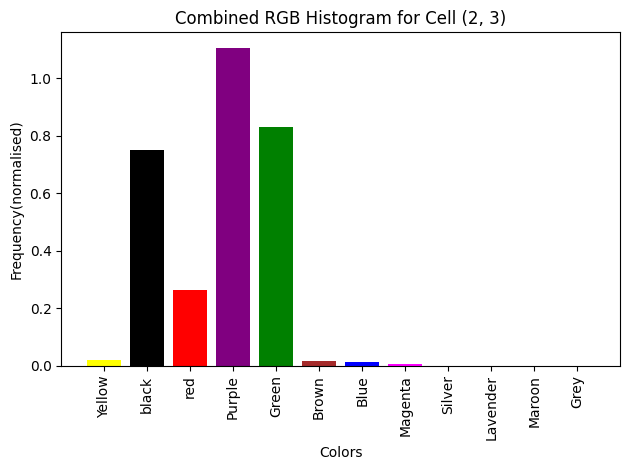 Combined RGB Histogram for Cell (2, 3)
Frequency(normalised)
1.0
0.8
0.6
0.4
0.2
0.0
Yellow
black
red
Purple
Green
Brown
Blue
Magenta
Silver
Lavender
Maroon
Grey
Colors